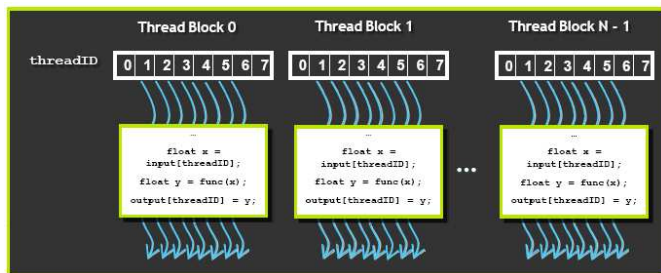 Thread Block 0 Thread Block 1 Thread Block N - 1
threadID 0 1 2 3 4 5 6 7 0 1 2 3 4 5 6 7 0 1 2 3 4 5 6 7
...
float x =
input[threadID];
float y = func(x);
output[threadID] = y;
...
float x =
input[threadID];
float y = func(x);
output[threadID] = y;
...
...
float x =
input[threadID];
float y = func(x);
output[threadID] = y;